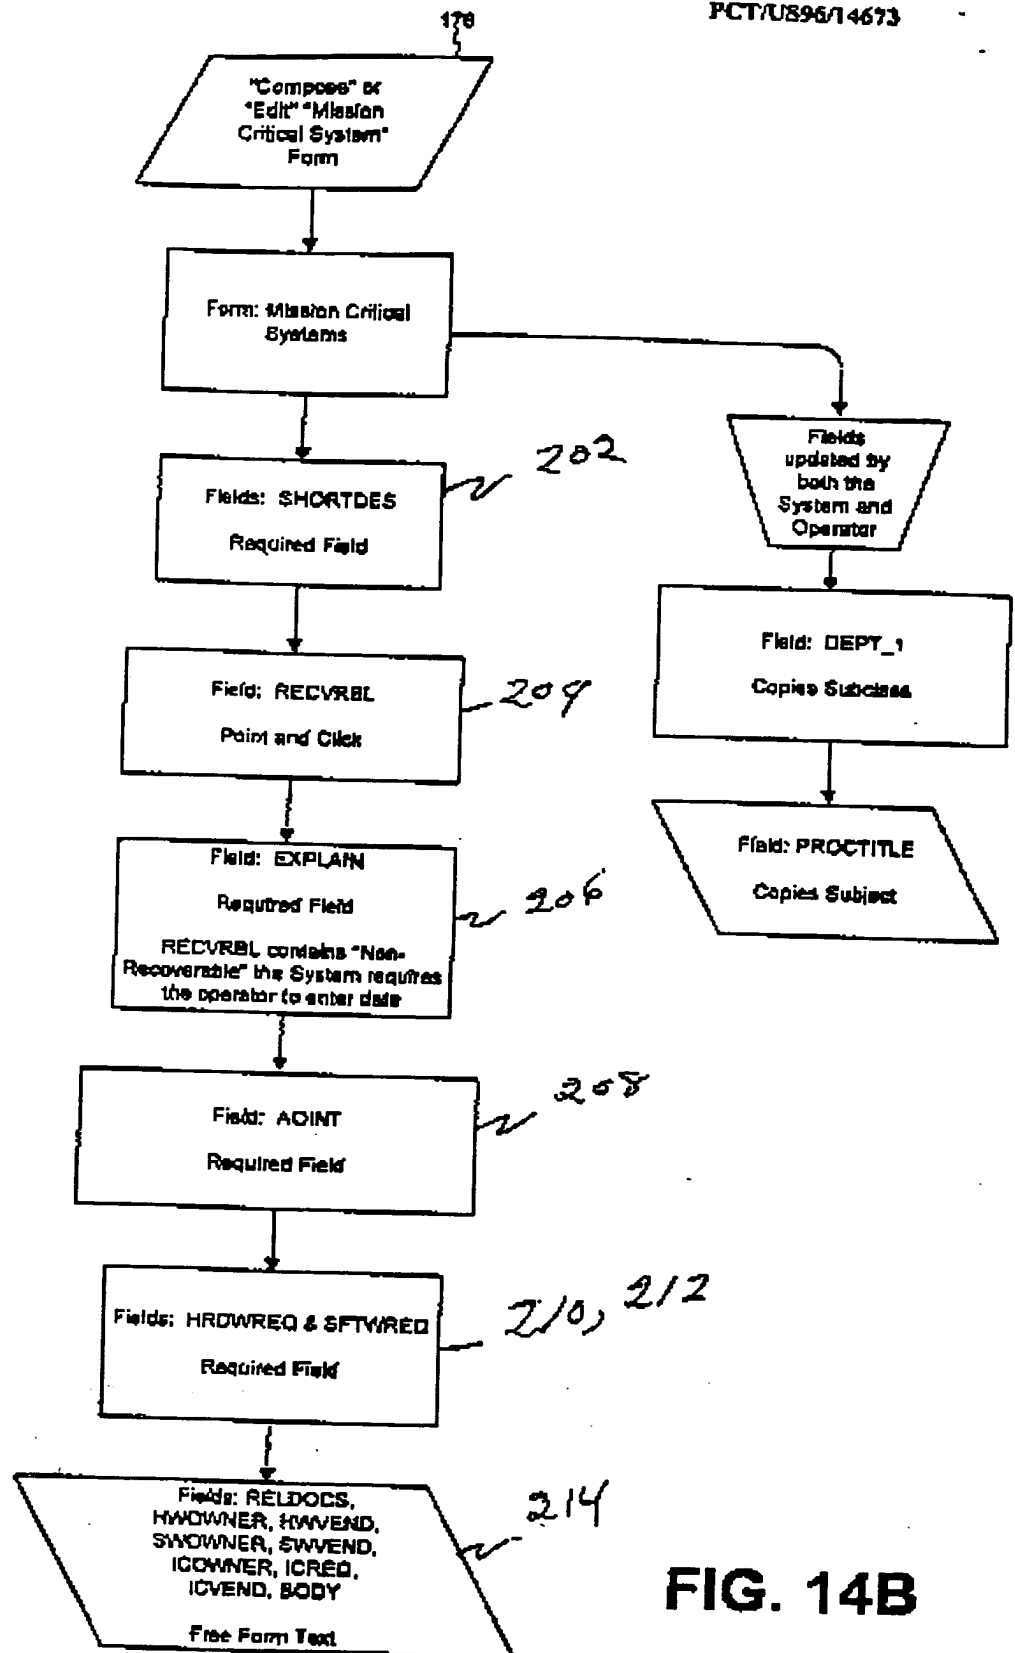 PCT/US96/14673
176
"Compose" or
"Edit" "Mission
Critical System"
Form
Form: Mission Critical
Systems
Fields: SHORTDES
Required Field
202
Fields
updated by
both the
System and
Operator
Field: RECVRBL
Point and Click
204
Field: DEPT_1
Copies Subclass
Field: EXPLAIN
Required Field
RECVRBL contains "Non-
Recoverable" the System requires
the operator to enter data
206
Field: PROCTITLE
Copies Subject
Field: AOINT
Required Field
208
Fields: HRDWREQ & SFTWREQ
Required Field
210, 212
Fields: RELDOCS,
HWOWNER, HWVEND,
SWOWNER, SWVEND,
ICOWNER, ICREQ,
ICVEND, BODY
Free Form Text
214
FIG. 14B